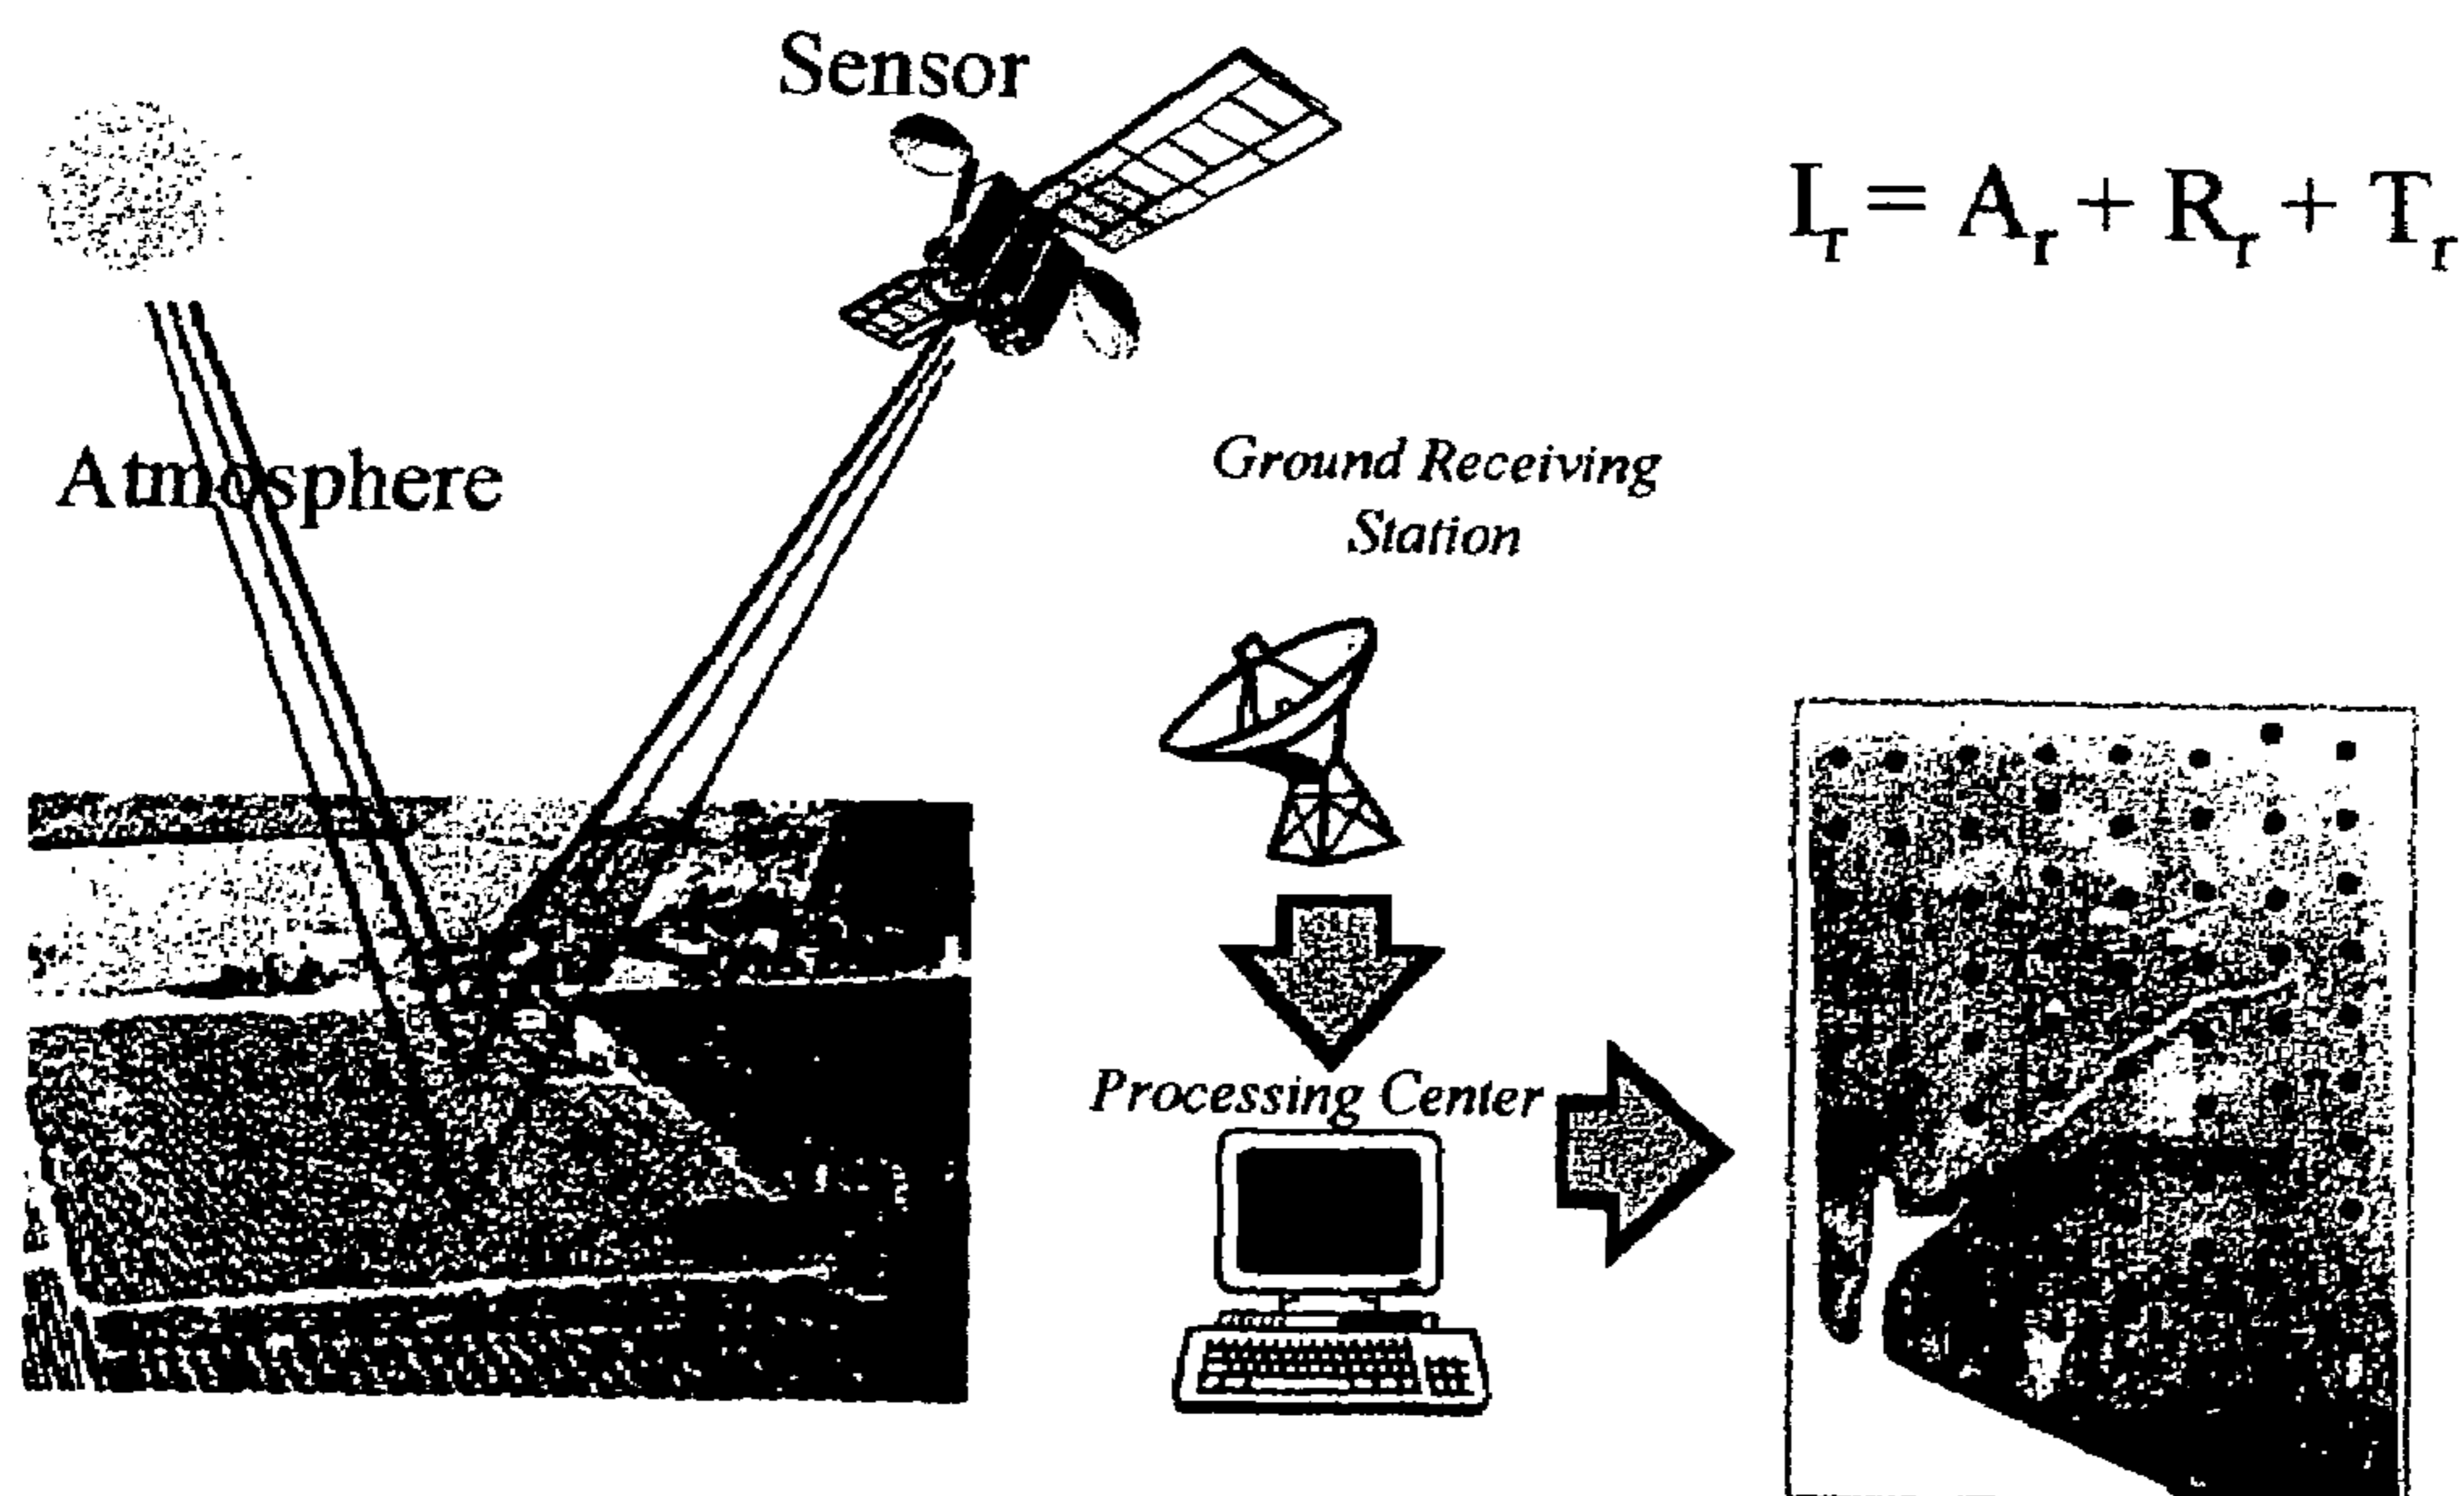 Sensor
I_r = A_r + R_r + T_r
Atmosphere
Ground Receiving
Station
Processing Center